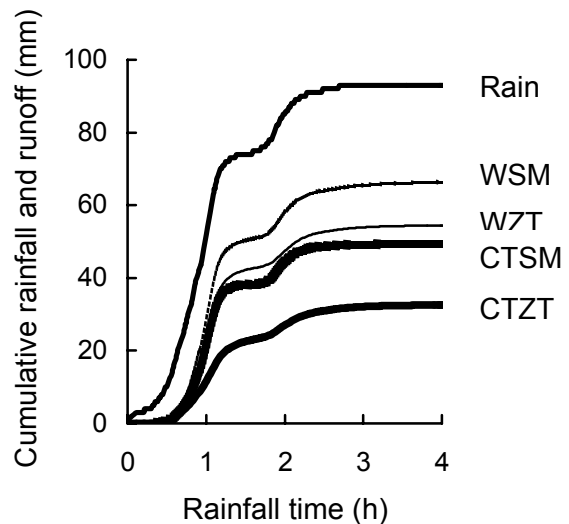 Cumulative rainfall and runoff (mm)
100
80
60
40
20
0
0 1 2 3 4
Rainfall time (h)
Rain
WSM
WZT
CTSM
CTZT